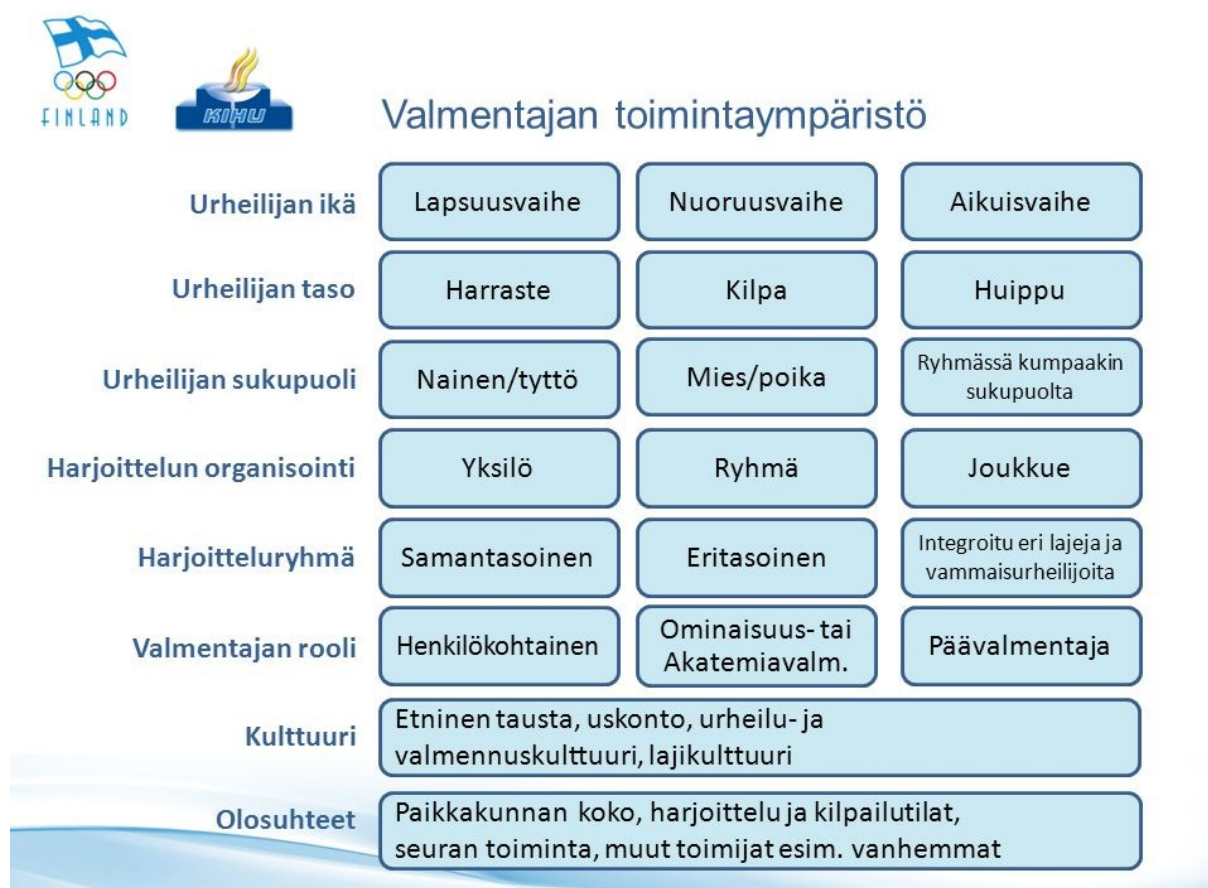 FINLAND
KIHU
Valmentajan toimintaympäristö
Urheilijan ikä
Lapsuusvaihe
Nuoruusvaihe
Aikuisvaihe
Urheilijan taso
Harraste
Kilpa
Huippu
Urheilijan sukupuoli
Nainen/tyttö
Mies/poika
Ryhmässä kumpaakin
sukupuolta
Harjoittelun organisointi
Yksilö
Ryhmä
Joukkue
Harjoitteluryhmä
Samantasoinen
Eritasoinen
Integroitu eri lajeja ja
vammaisurheilijoita
Valmentajan rooli
Henkilökohtainen
Ominaisuus- tai
Akatemiavalm.
Päävalmentaja
Kulttuuri
Etninen tausta, uskonto, urheilu- ja
valmennuskulttuuri, lajikulttuuri
Olosuhteet
Paikkakunnan koko, harjoittelu ja kilpailutilat,
seuran toiminta, muut toimijat esim. vanhemmat